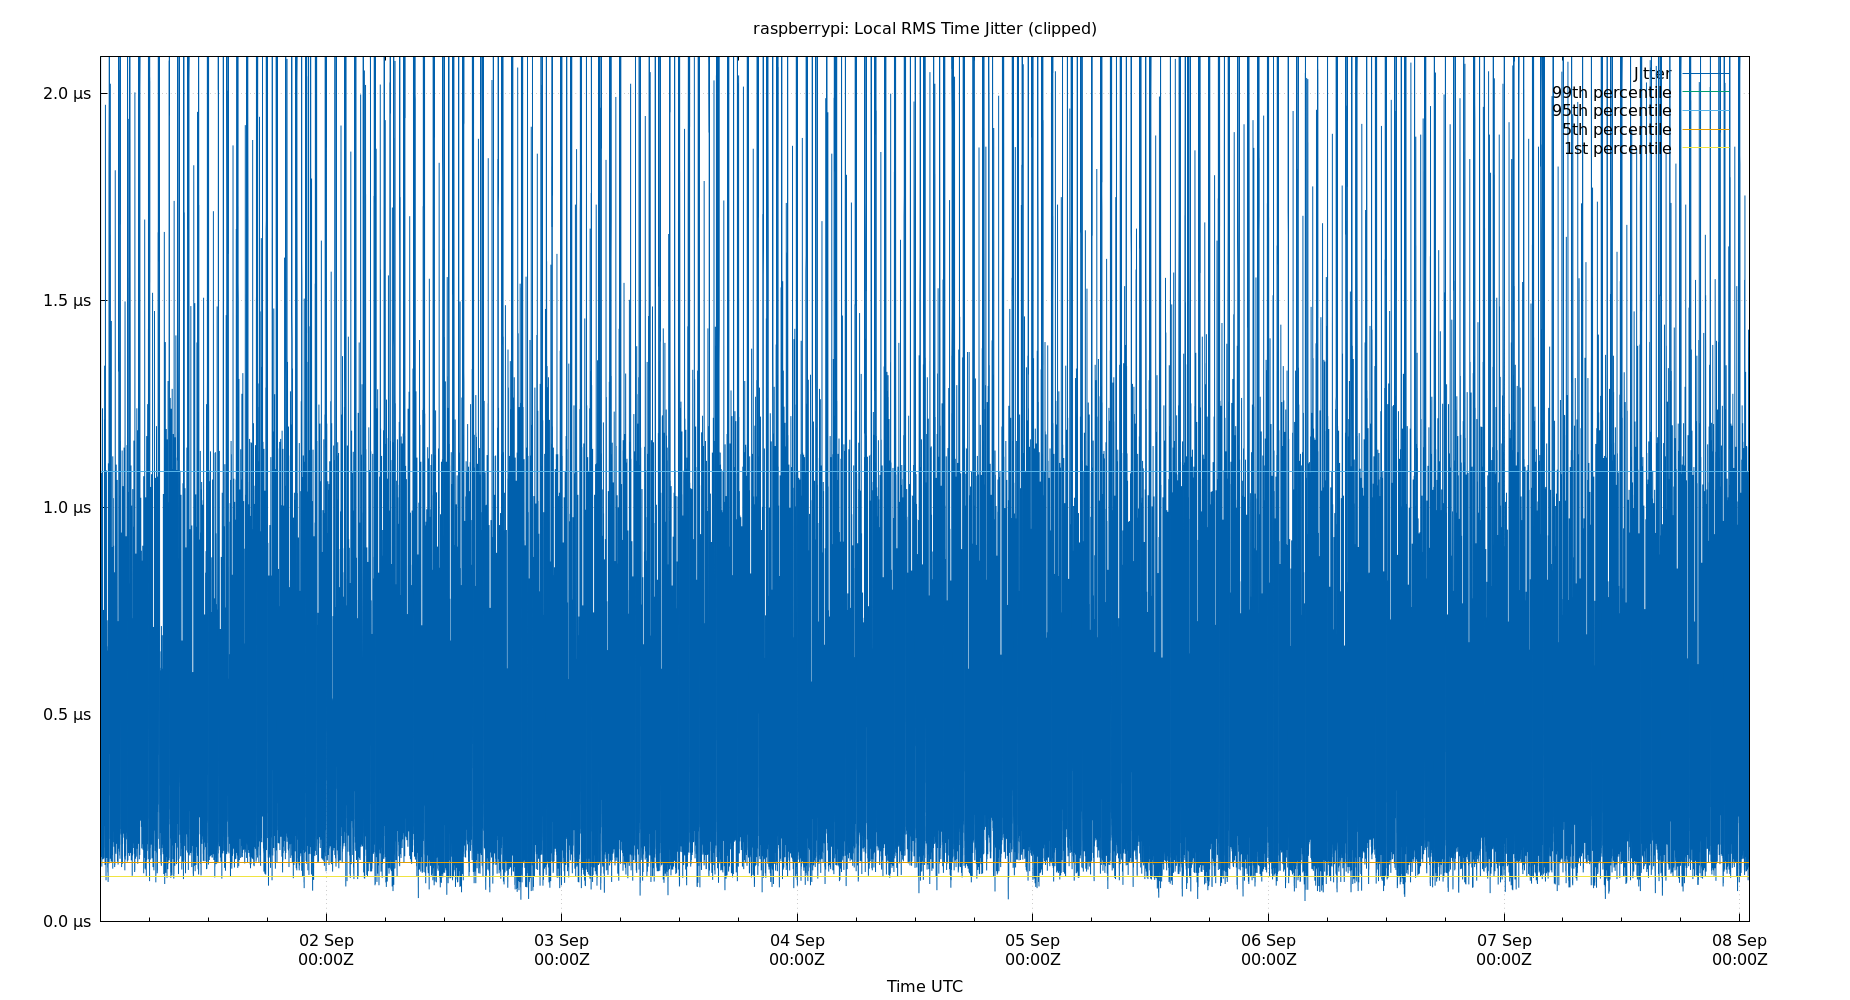 raspberrypi: Local RMS Time Jitter (clipped)
Jitter
99th percentile
95th percentile
5th percentile
1st percentile
2.0 µs
1.5 µs
1.0 µs
0.5 µs
0.0 µs
02 Sep 03 Sep 04 Sep 05 Sep 06 Sep 07 Sep 08 Sep
00:00Z 00:00Z 00:00Z 00:00Z 00:00Z 00:00Z 00:00Z
Time UTC